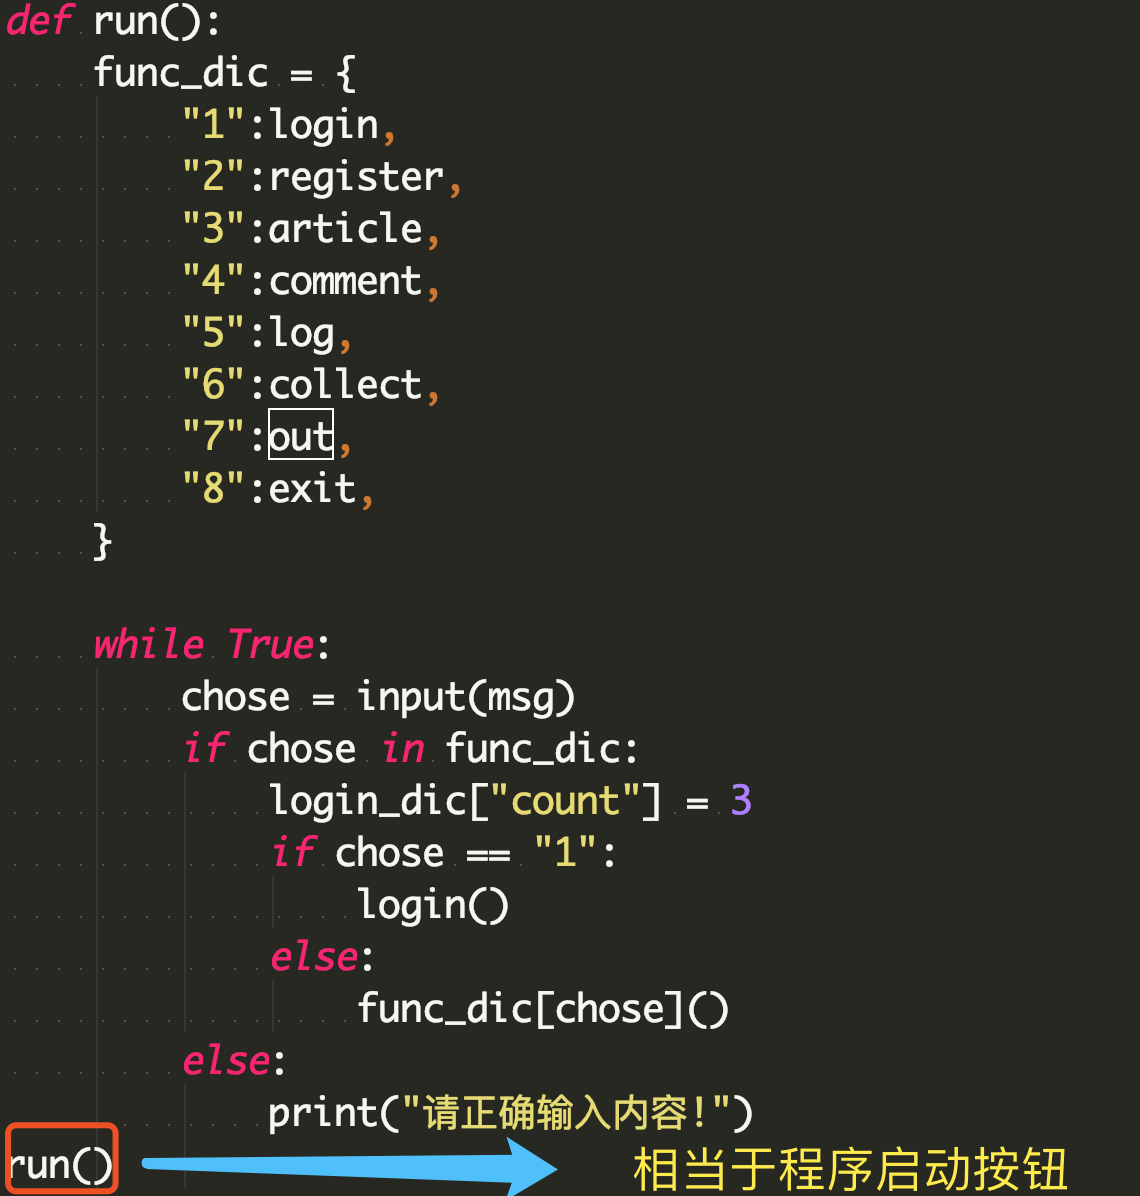 def run():
    func_dic = {
        "1":login,
        "2":register,
        "3":article,
        "4":comment,
        "5":log,
        "6":collect,
        "7":out,
        "8":exit,
    }

    while True:
        chose = input(msg)
        if chose in func_dic:
            login_dic["count"] = 3
            if chose == "1":
                login()
            else:
                func_dic[chose]()
        else:
            print("请正确输入内容!")
run() 相当于程序启动按钮